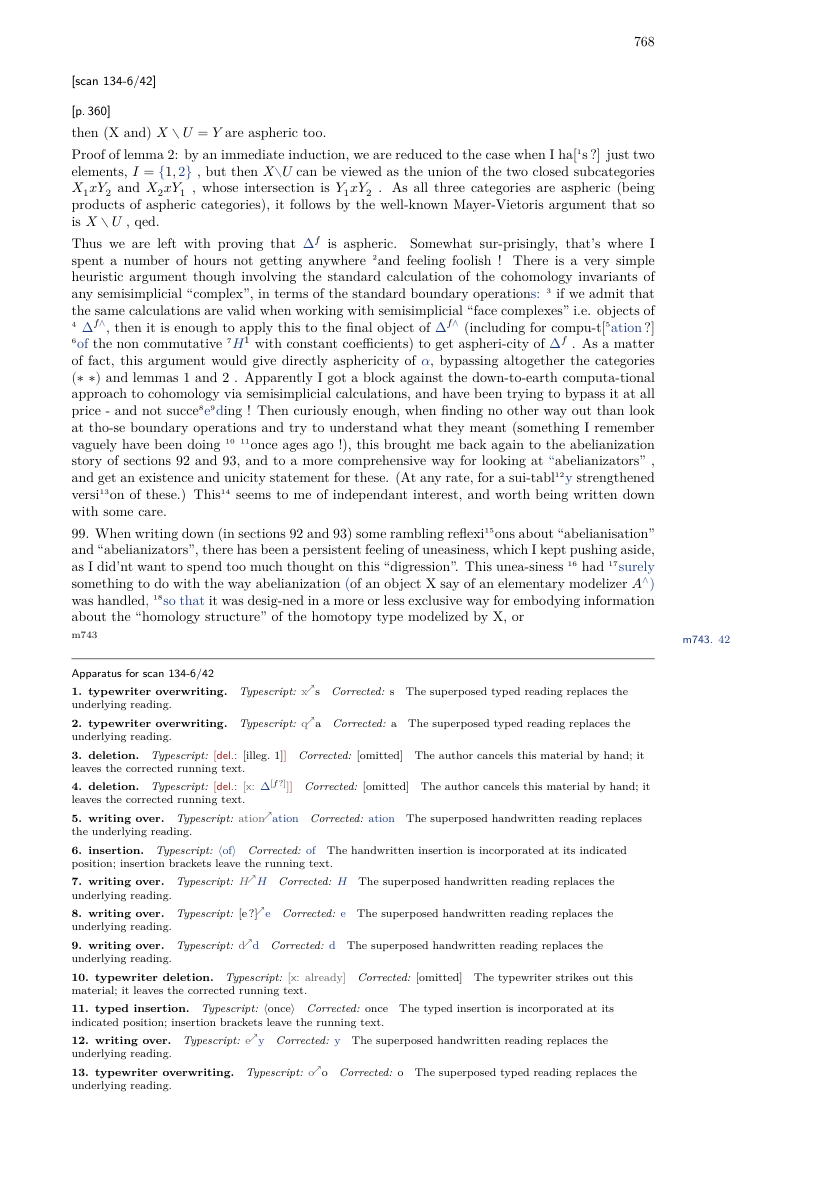 768
[scan 134-6/42]
[p. 360]
then (X and) X \ U = Y are aspheric too.
Proof of lemma 2: by an immediate induction, we are reduced to the case when I ha[¹s ?] just two
elements, I = {1, 2} , but then X\U can be viewed as the union of the two closed subcategories
X₁xY₂ and X₂xY₁ , whose intersection is Y₁xY₂ . As all three categories are aspheric (being
products of aspheric categories), it follows by the well-known Mayer-Vietoris argument that so
is X \ U , qed.
Thus we are left with proving that Δᶠ is aspheric. Somewhat sur-prisingly, that's where I
spent a number of hours not getting anywhere ²and feeling foolish ! There is a very simple
heuristic argument though involving the standard calculation of the cohomology invariants of
any semisimplicial “complex”, in terms of the standard boundary operations: ³ if we admit that
the same calculations are valid when working with semisimplicial “face complexes” i.e. objects of
⁴ Δᶠ^, then it is enough to apply this to the final object of Δᶠ^ (including for compu-t[⁵ation ?]
⁶of the non commutative ⁷H¹ with constant coefficients) to get aspheri-city of Δᶠ . As a matter
of fact, this argument would give directly asphericity of α, bypassing altogether the categories
(∗ ∗) and lemmas 1 and 2 . Apparently I got a block against the down-to-earth computa-tional
approach to cohomology via semisimplicial calculations, and have been trying to bypass it at all
price - and not succe⁸e⁹ding ! Then curiously enough, when finding no other way out than look
at tho-se boundary operations and try to understand what they meant (something I remember
vaguely have been doing ¹⁰ ¹¹once ages ago !), this brought me back again to the abelianization
story of sections 92 and 93, and to a more comprehensive way for looking at “abelianizators” ,
and get an existence and unicity statement for these. (At any rate, for a sui-tabl¹²y strengthened
versi¹³on of these.) This¹⁴ seems to me of independant interest, and worth being written down
with some care.
99. When writing down (in sections 92 and 93) some rambling reflexi¹⁵ons about “abelianisation”
and “abelianizators”, there has been a persistent feeling of uneasiness, which I kept pushing aside,
as I did'nt want to spend too much thought on this “digression”. This unea-siness ¹⁶ had ¹⁷surely
something to do with the way abelianization (of an object X say of an elementary modelizer A^)
was handled, ¹⁸so that it was desig-ned in a more or less exclusive way for embodying information
about the “homology structure” of the homotopy type modelized by X, or
m743
m743. 42
Apparatus for scan 134-6/42
1. typewriter overwriting. Typescript: x↗s Corrected: s The superposed typed reading replaces the
underlying reading.
2. typewriter overwriting. Typescript: q↗a Corrected: a The superposed typed reading replaces the
underlying reading.
3. deletion. Typescript: [del.: [illeg. 1]] Corrected: [omitted] The author cancels this material by hand; it
leaves the corrected running text.
4. deletion. Typescript: [del.: [x: Δ[f?]]] Corrected: [omitted] The author cancels this material by hand; it
leaves the corrected running text.
5. writing over. Typescript: ation↗ation Corrected: ation The superposed handwritten reading replaces
the underlying reading.
6. insertion. Typescript: ⟨of⟩ Corrected: of The handwritten insertion is incorporated at its indicated
position; insertion brackets leave the running text.
7. writing over. Typescript: H↗H Corrected: H The superposed handwritten reading replaces the
underlying reading.
8. writing over. Typescript: [e ?]↗e Corrected: e The superposed handwritten reading replaces the
underlying reading.
9. writing over. Typescript: d↗d Corrected: d The superposed handwritten reading replaces the
underlying reading.
10. typewriter deletion. Typescript: [x: already] Corrected: [omitted] The typewriter strikes out this
material; it leaves the corrected running text.
11. typed insertion. Typescript: ⟨once⟩ Corrected: once The typed insertion is incorporated at its
indicated position; insertion brackets leave the running text.
12. writing over. Typescript: e↗y Corrected: y The superposed handwritten reading replaces the
underlying reading.
13. typewriter overwriting. Typescript: o↗o Corrected: o The superposed typed reading replaces the
underlying reading.